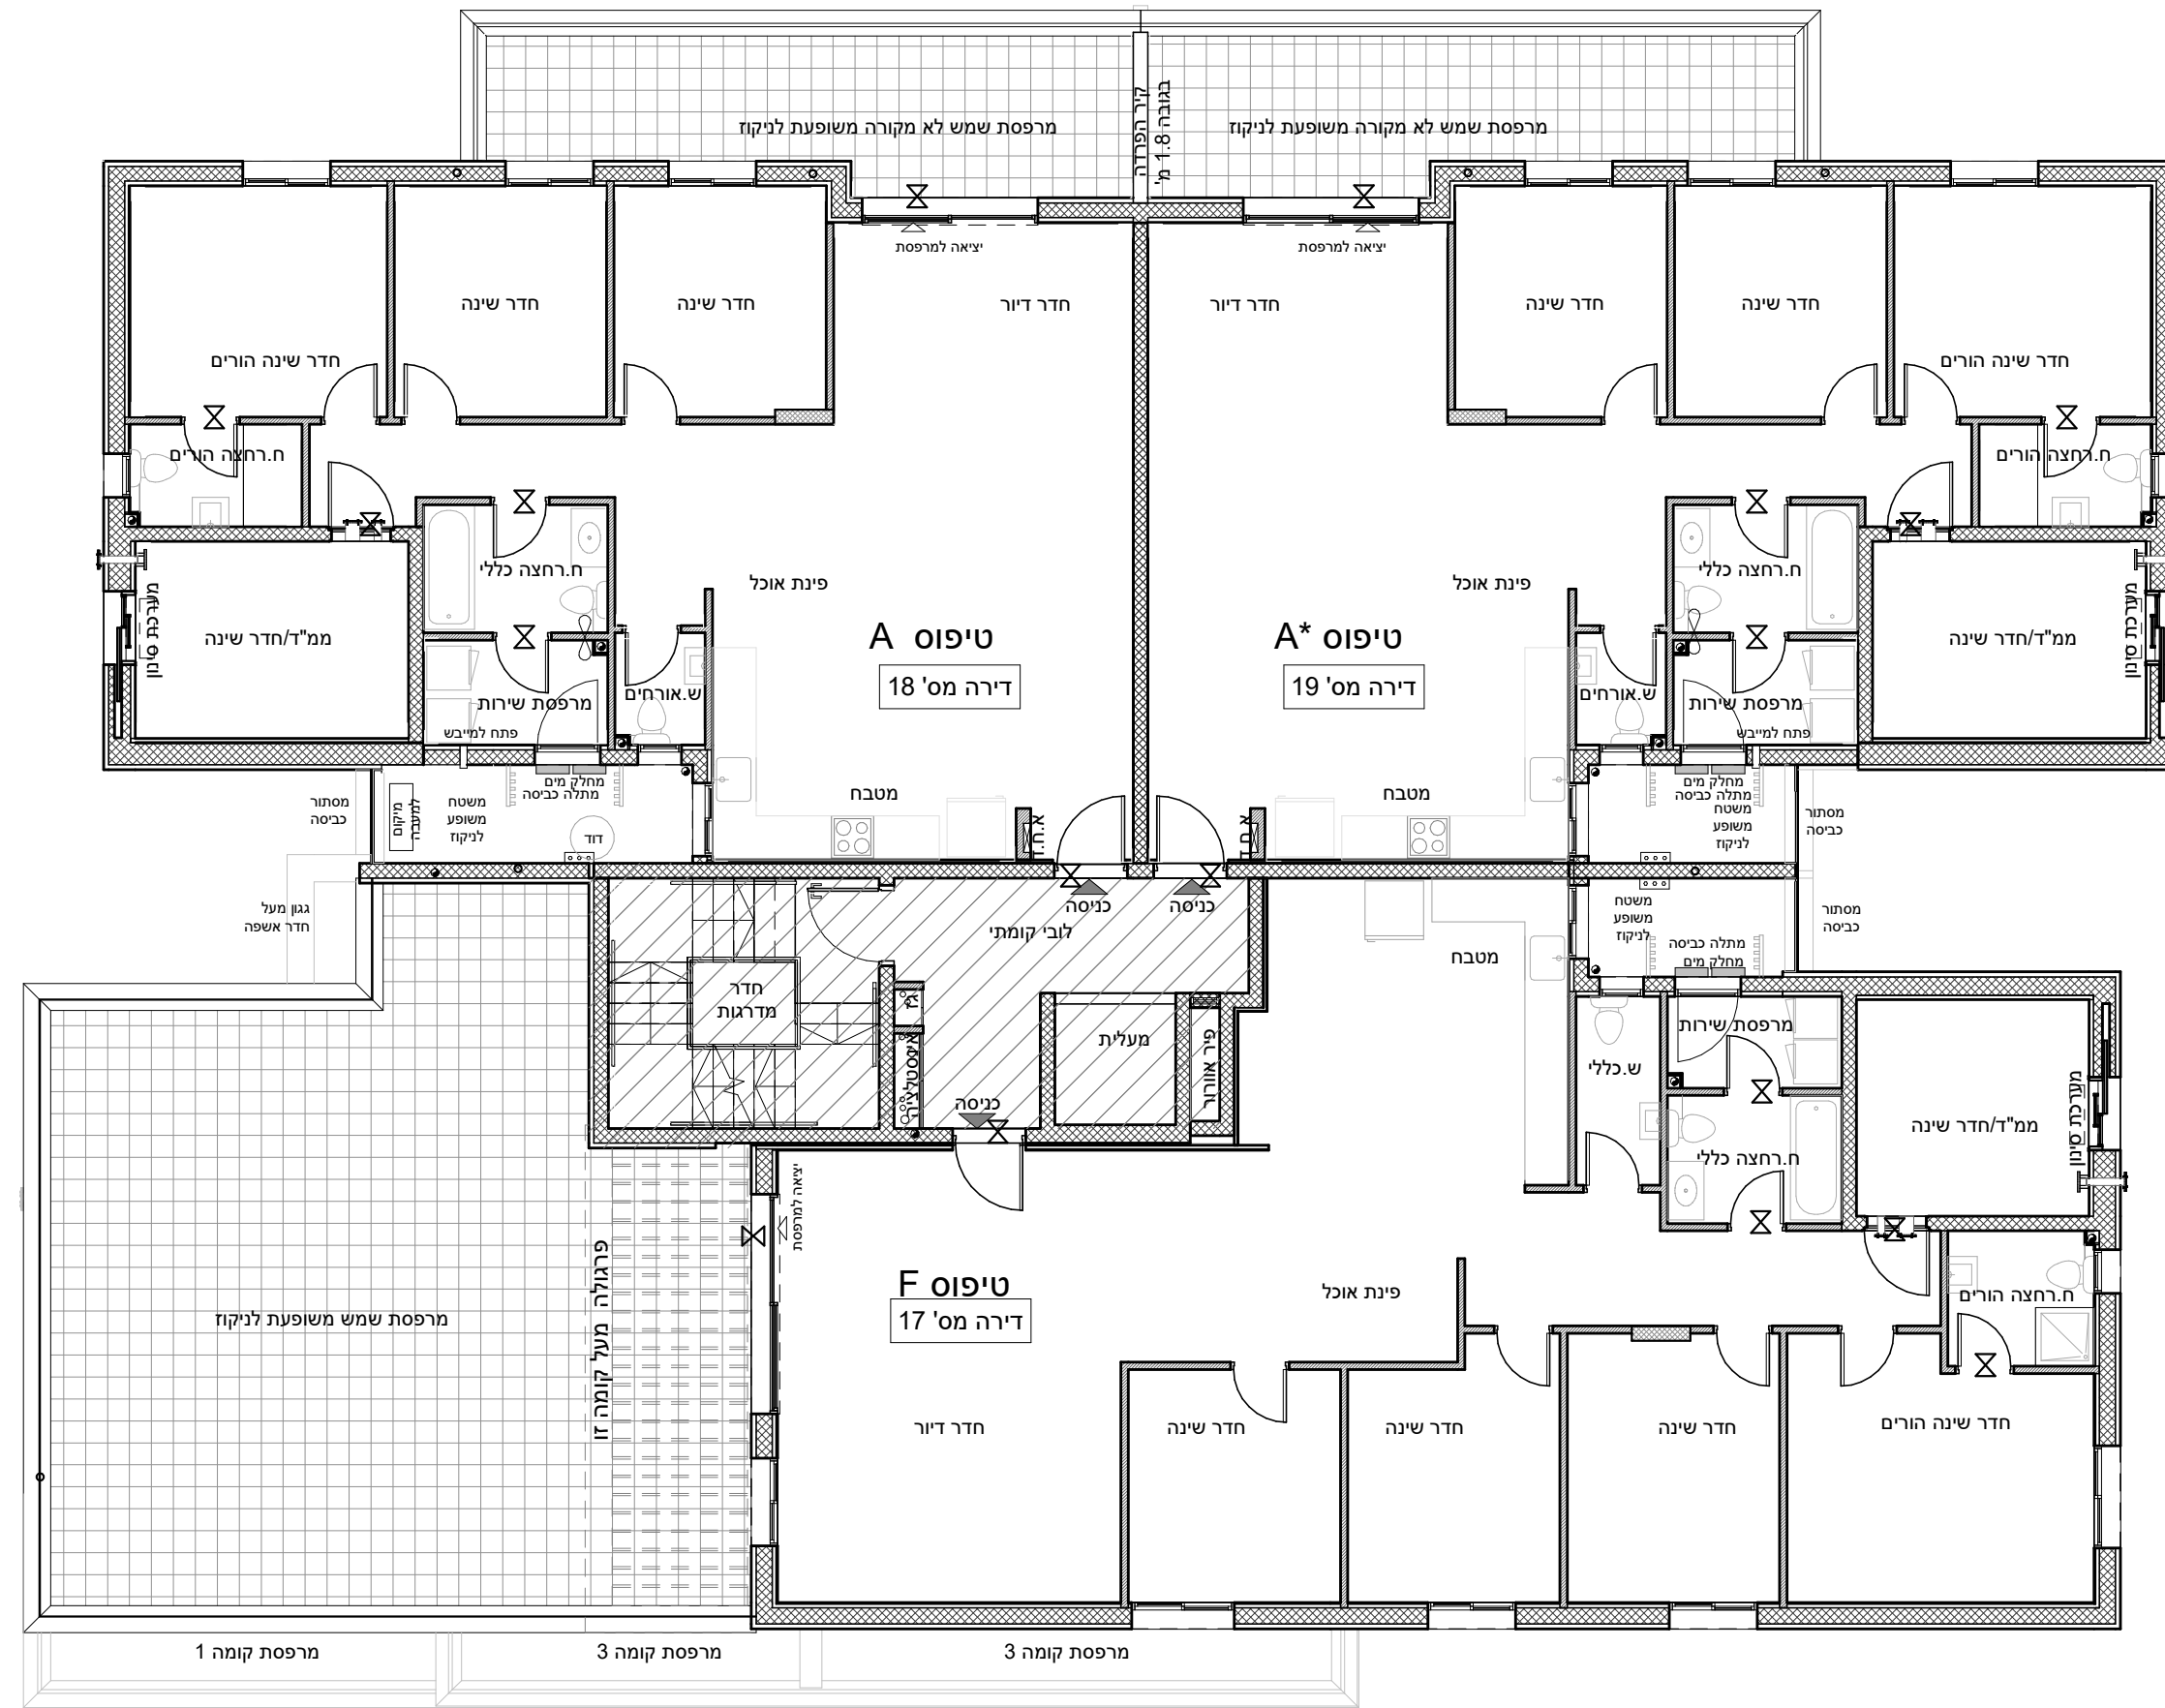 מרפסת שמש לא מקורה משופעת לניקוז
קיר הפרדה
בגובה 1.8 מ'
מרפסת שמש לא מקורה משופעת לניקוז
יציאה למרפסת
יציאה למרפסת
חדר שינה הורים
חדר שינה
חדר שינה
חדר דיור
חדר דיור
חדר שינה
חדר שינה
חדר שינה הורים
ח.רחצה הורים
ח.רחצה הורים
ח.רחצה כללי
פינת אוכל
פינת אוכל
ח.רחצה כללי
מערכת סינון
ממ"ד/חדר שינה
טיפוס A
דירה מס' 18
טיפוס A*
דירה מס' 19
ממ"ד/חדר שינה
מערכת סינון
מרפסת שירות
ש.אורחים
ש.אורחים
מרפסת שירות
פתח למייבש
פתח למייבש
מסתור
כביסה
מיקום
למעבה
משטח
משופע
לניקוז
מחלק מים
מתלה כביסה
דוד
מטבח
א.ח.ד
א.ח.ד
מטבח
מחלק מים
מתלה כביסה
משטח
משופע
לניקוז
מסתור
כביסה
גגון מעל
חדר אשפה
כניסה
כניסה
לובי קומתי
משטח
משופע
לניקוז
מתלה כביסה
מחלק מים
מסתור
כביסה
מטבח
חדר
מדרגות
גז
אינסטלציה
מעלית
פיר אוורור
כניסה
מרפסת שירות
ש.כללי
ח.רחצה כללי
ממ"ד/חדר שינה
מערכת סינון
יציאה למרפסת
פרגולה מעל קומה זו
מרפסת שמש משופעת לניקוז
טיפוס F
דירה מס' 17
פינת אוכל
ח.רחצה הורים
חדר דיור
חדר שינה
חדר שינה
חדר שינה
חדר שינה הורים
מרפסת קומה 1
מרפסת קומה 3
מרפסת קומה 3